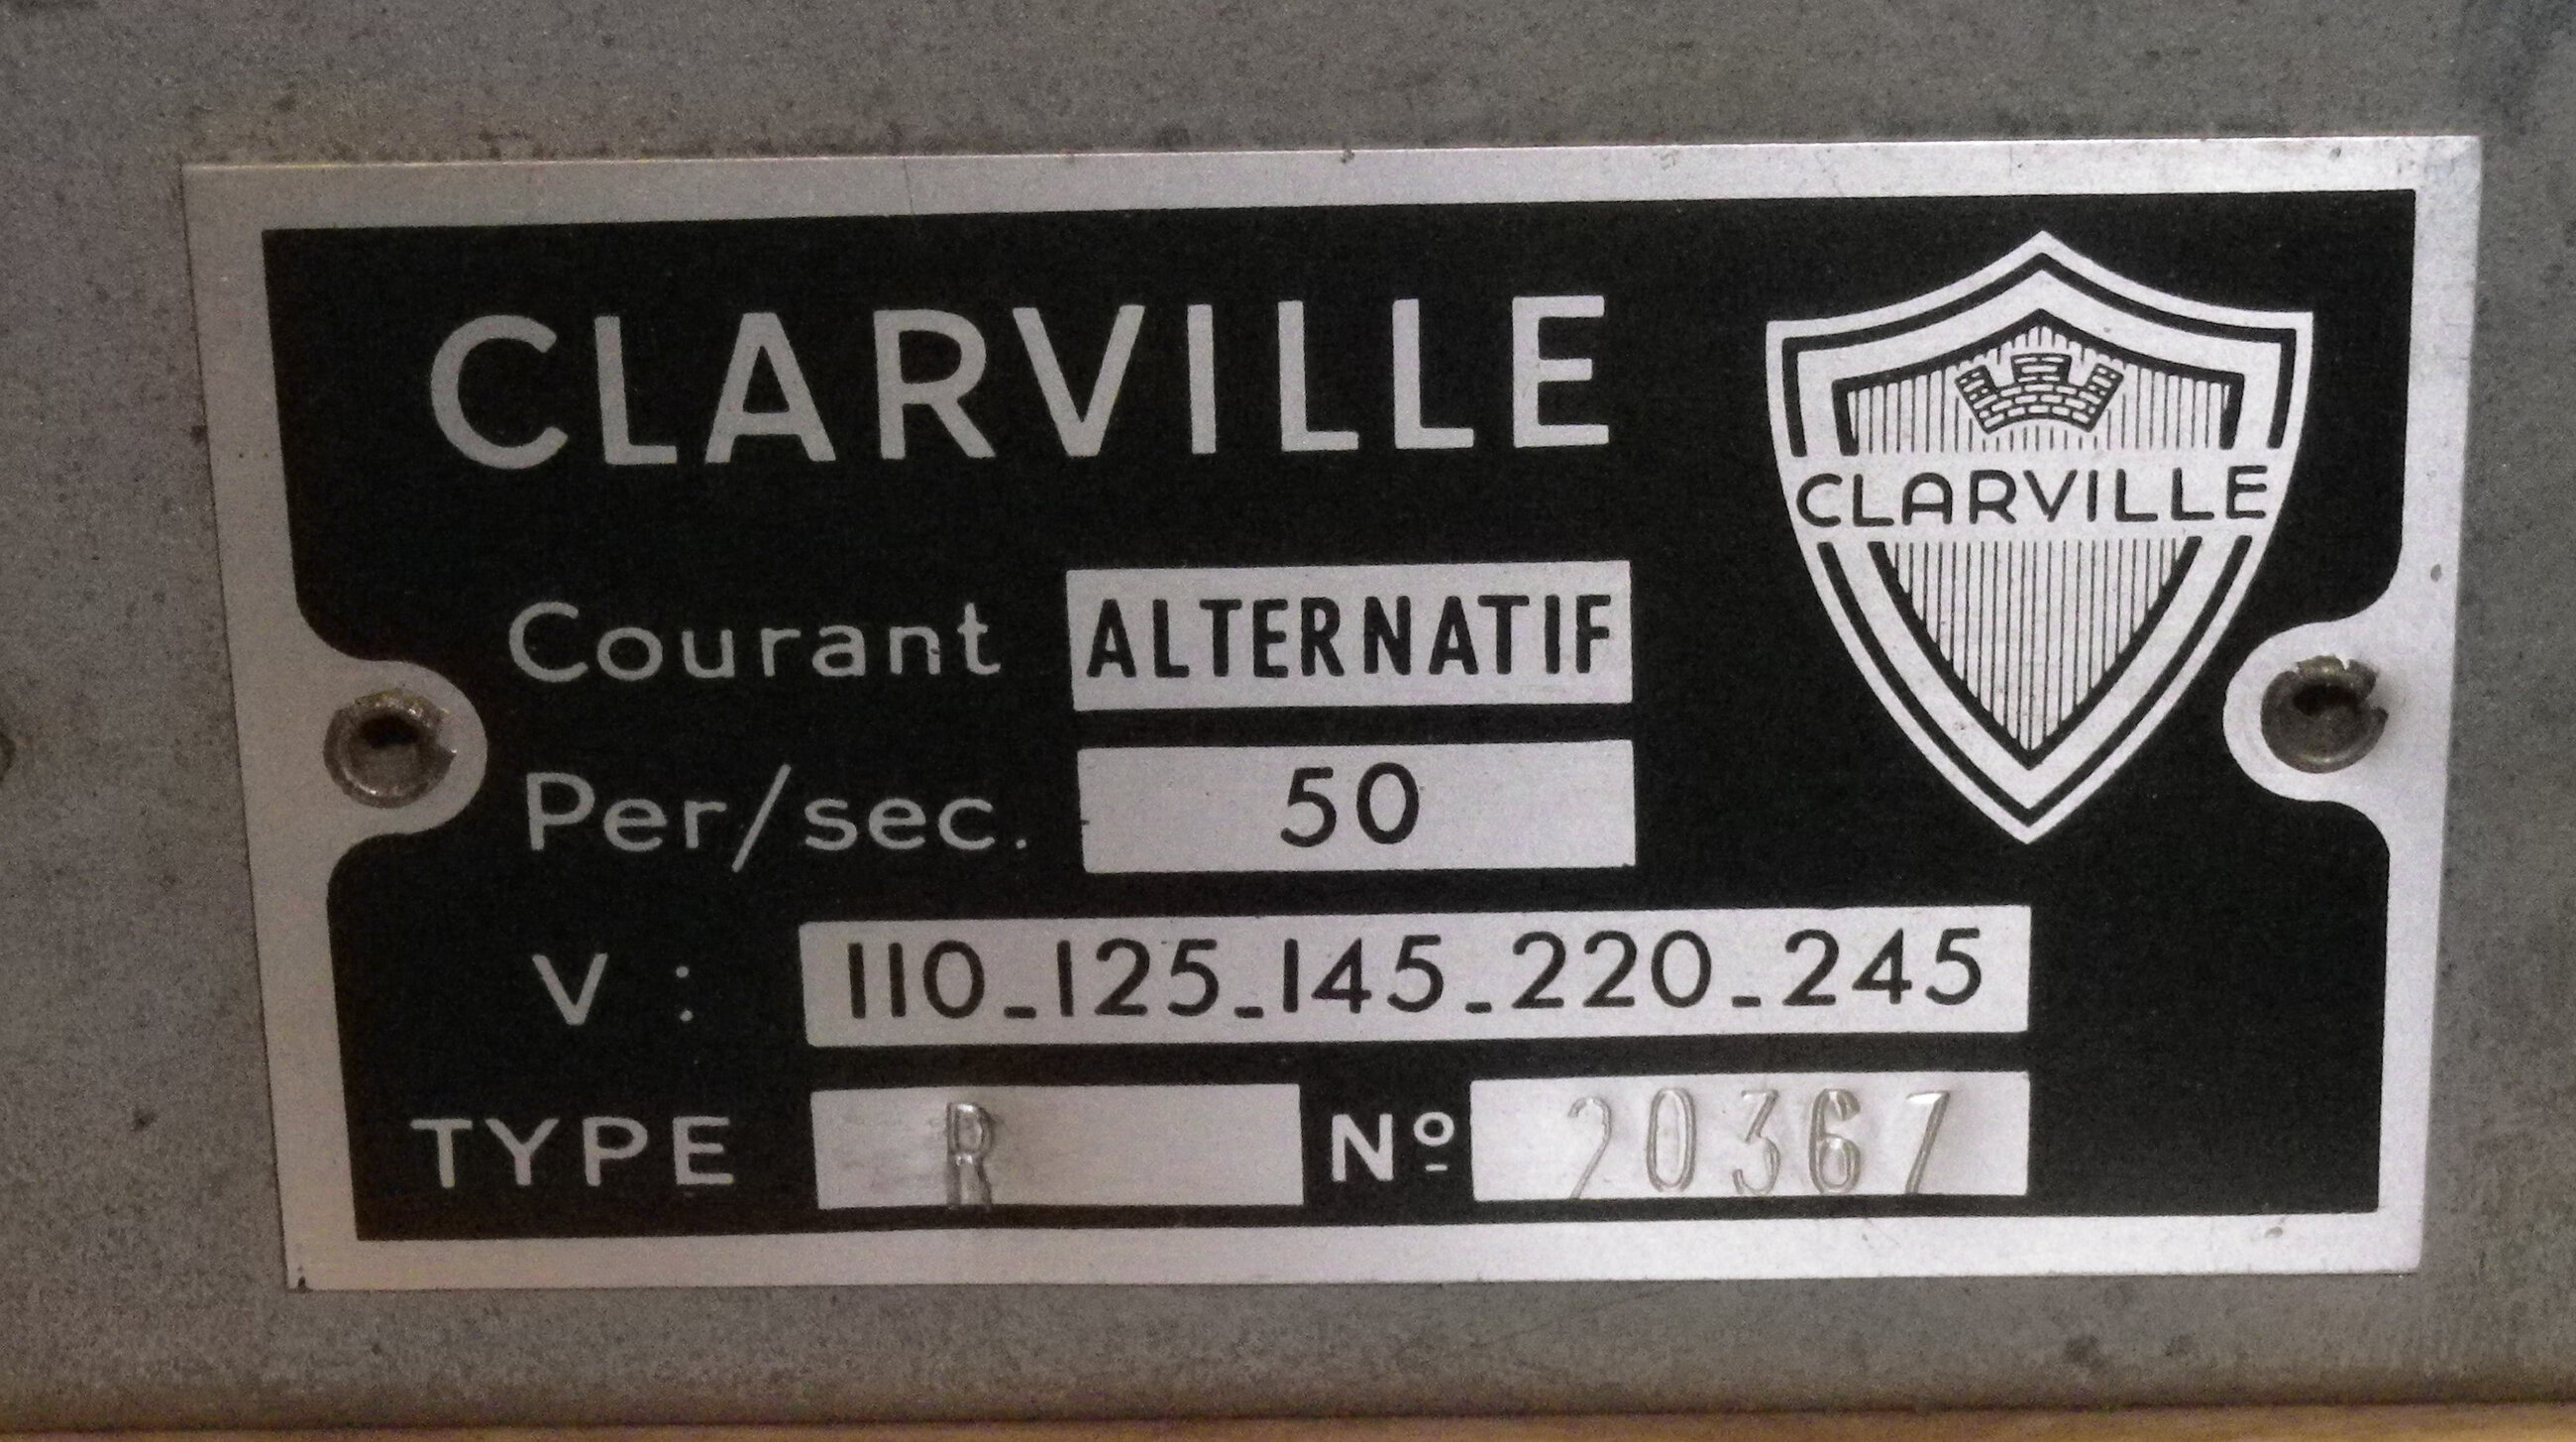 CLARVILLE
CLARVILLE
Courant ALTERNATIF
Per/sec. 50
V : 110_125_145_220_245
TYPE R Nº 20367